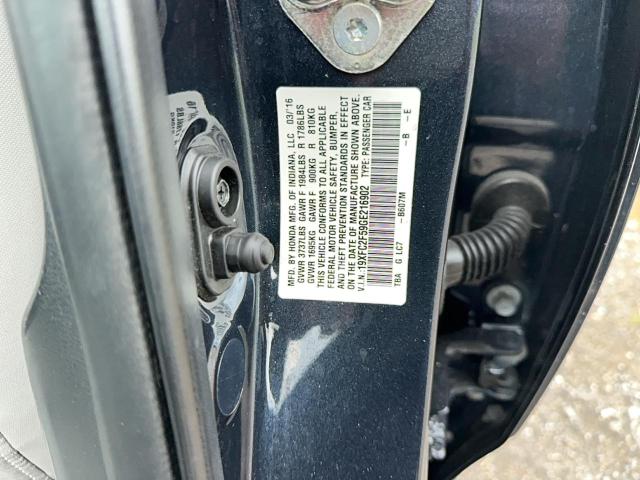 MFD. BY HONDA MFG. OF INDIANA, LLC 03/'16
GVWR 3737LBS GAWR F 1984LBS R 1786LBS
GVWR 1695KG GAWR F 900KG R 810KG
THIS VEHICLE CONFORMS TO ALL APPLICABLE
FEDERAL MOTOR VEHICLE SAFETY, BUMPER,
AND THEFT PREVENTION STANDARDS IN EFFECT
ON THE DATE OF MANUFACTURE SHOWN ABOVE.
V.I.N.:19XFC2F59GE216902 TYPE: PASSENGER CAR
TBA G LC7 -B607M -B -E